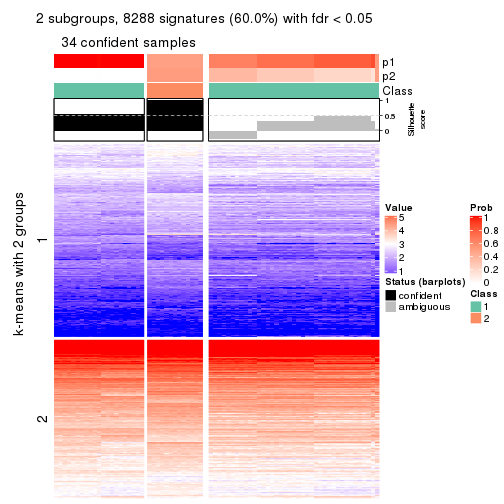 2 subgroups, 8288 signatures (60.0%) with fdr < 0.05
34 confident samples
p1
p2
Class
1
0.5
0
Silhouette
score
k-means with 2 groups
1
2
Value
5
4
3
2
1
Status (barplots)
confident
ambiguous
Prob
1
0.8
0.6
0.4
0.2
0
Class
1
2